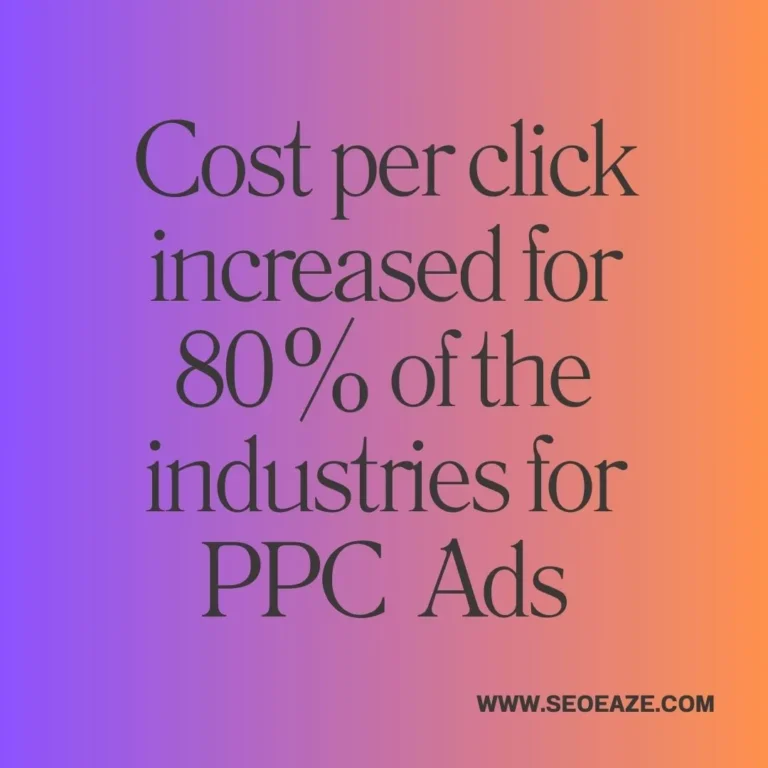 Cost per click
increased for
80% of the
industries for
PPC Ads
WWW.SEOEAZE.COM